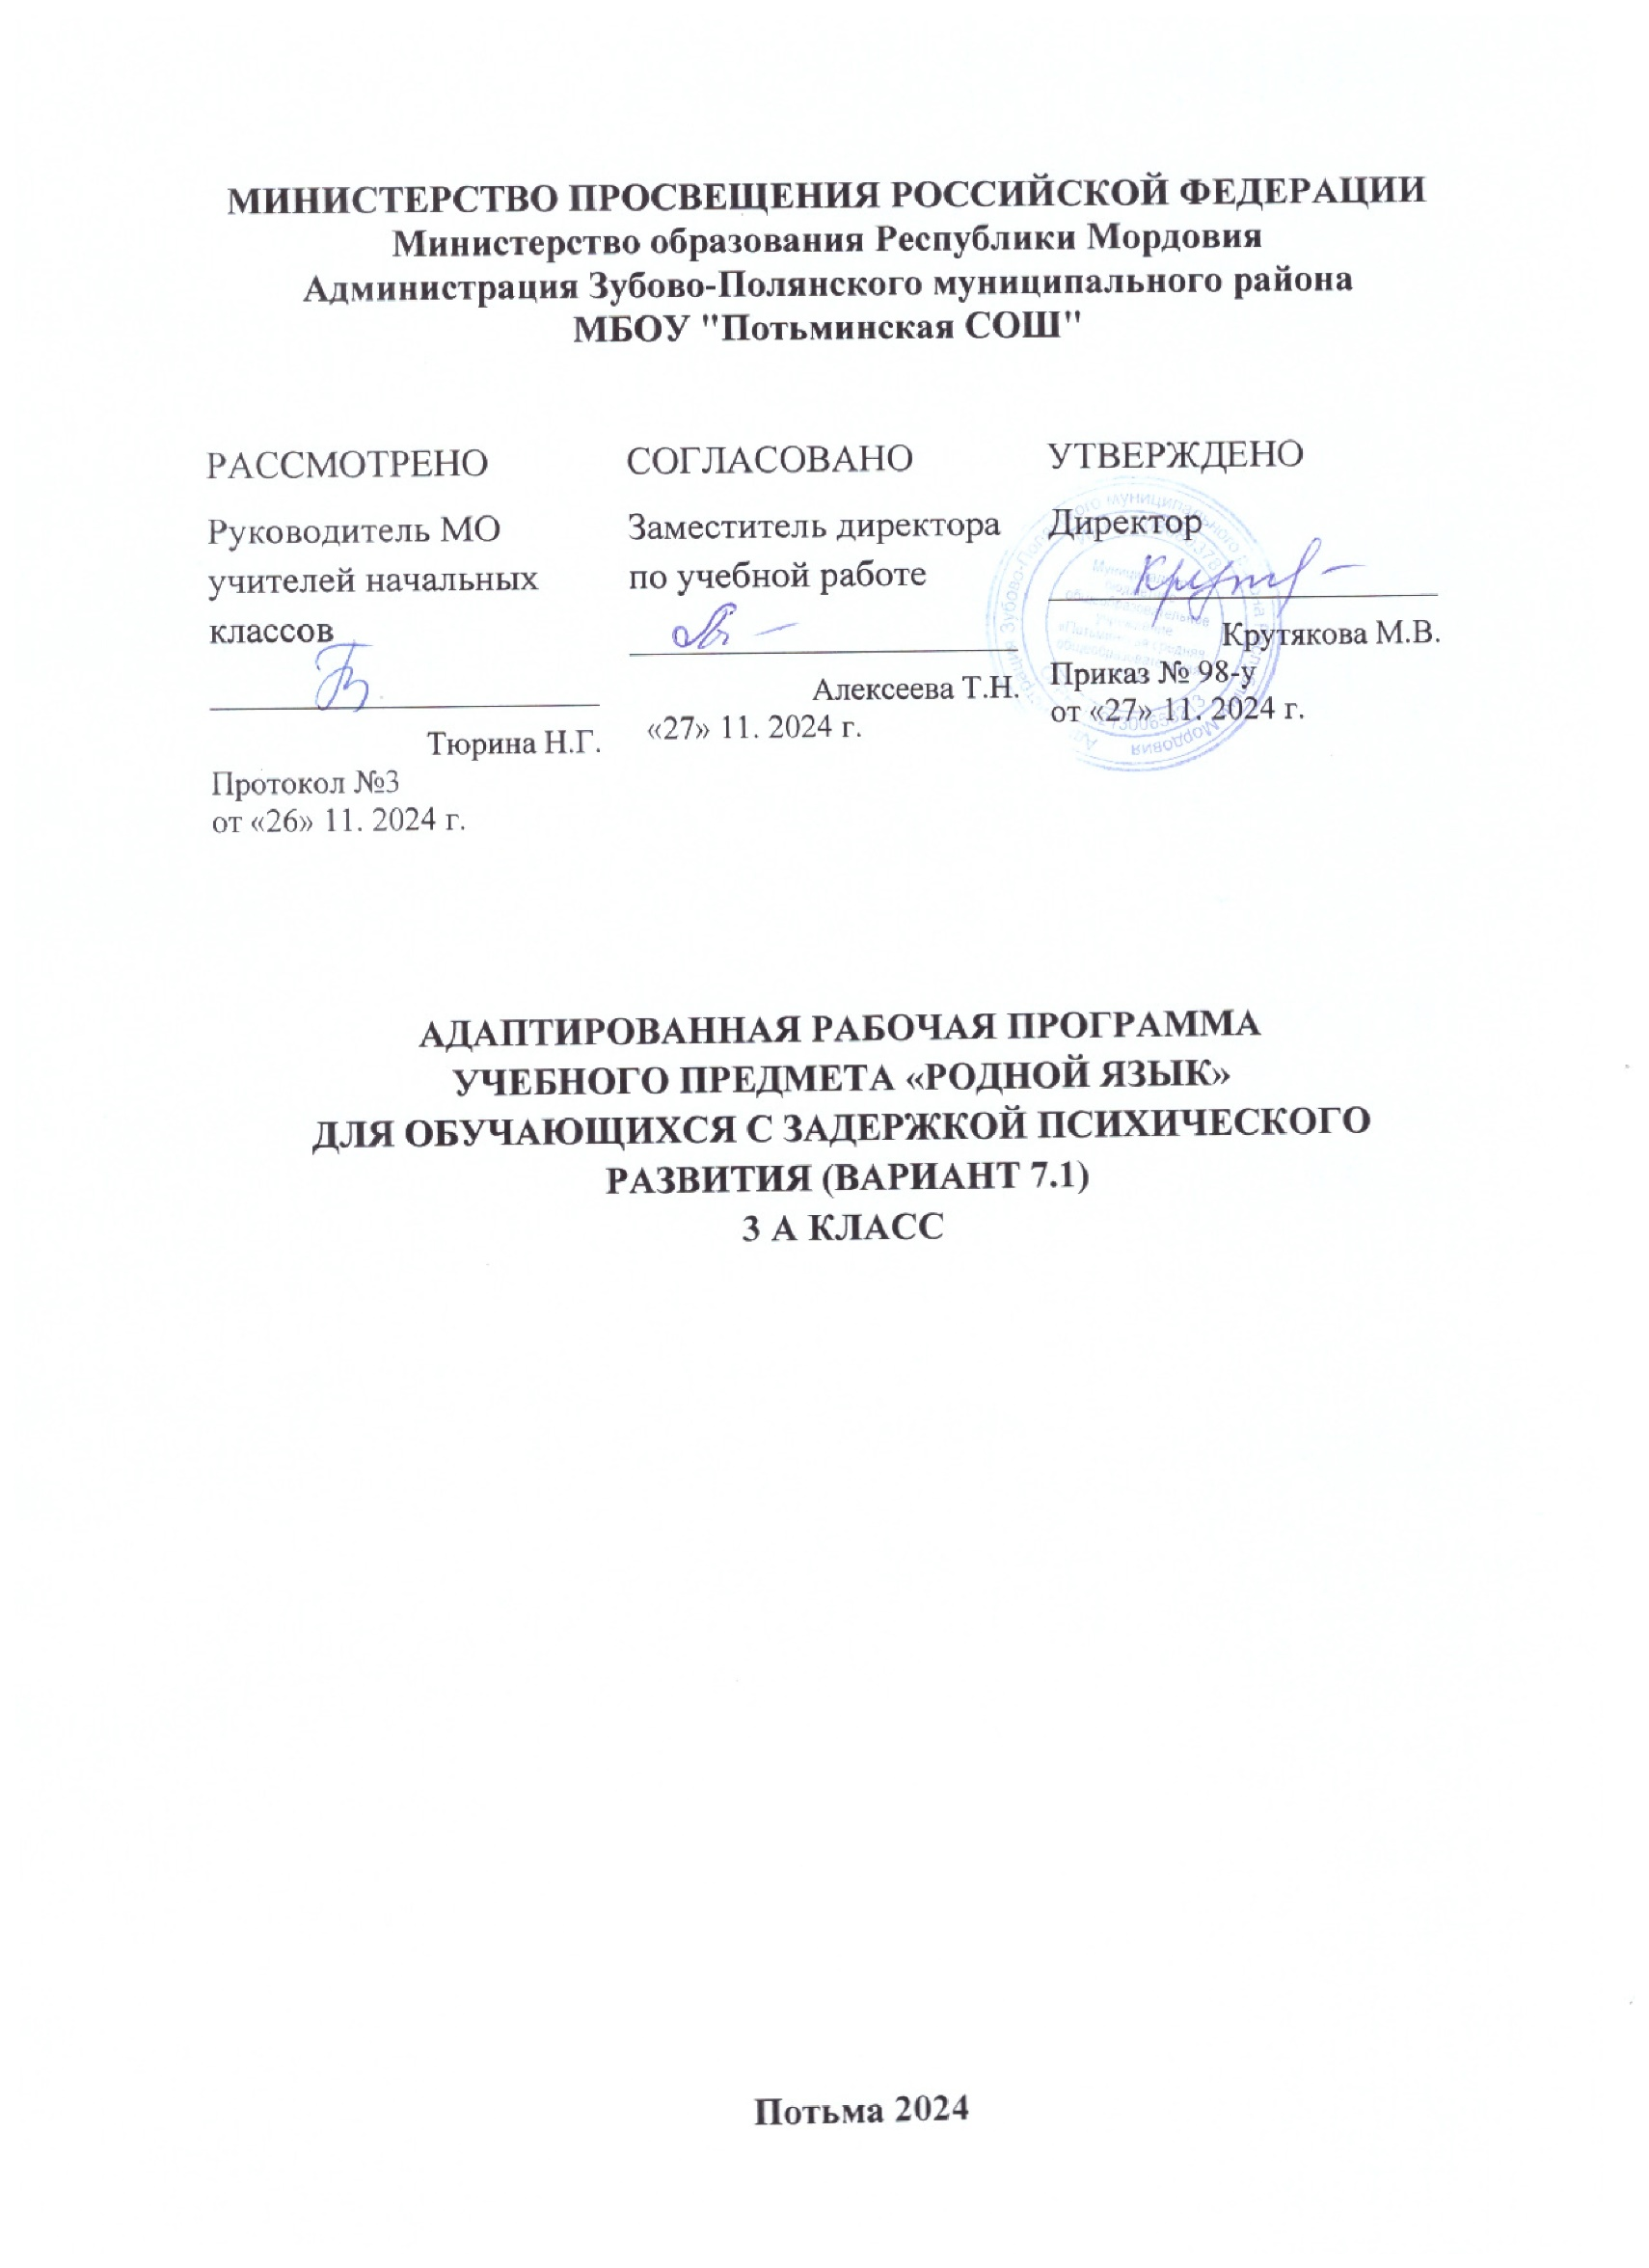 МИНИСТЕРСТВО ПРОСВЕЩЕНИЯ РОССИЙСКОЙ ФЕДЕРАЦИИ
Министерство образования Республики Мордовия
Администрация Зубово-Полянского муниципального района
МБОУ "Потьминская СОШ"
РАССМОТРЕНО
Руководитель МО
учителей начальных
классов
Тюрина Н.Г.
Протокол №3
от «26» 11. 2024 г.
СОГЛАСОВАНО
Заместитель директора
по учебной работе
Алексеева Т.Н.
«27» 11. 2024 г.
УТВЕРЖДЕНО
Директор
Крутякова М.В.
Приказ № 98-у
от «27» 11. 2024 г.
АДАПТИРОВАННАЯ РАБОЧАЯ ПРОГРАММА
УЧЕБНОГО ПРЕДМЕТА «РОДНОЙ ЯЗЫК»
ДЛЯ ОБУЧАЮЩИХСЯ С ЗАДЕРЖКОЙ ПСИХИЧЕСКОГО
РАЗВИТИЯ (ВАРИАНТ 7.1)
3 А КЛАСС
Потьма 2024